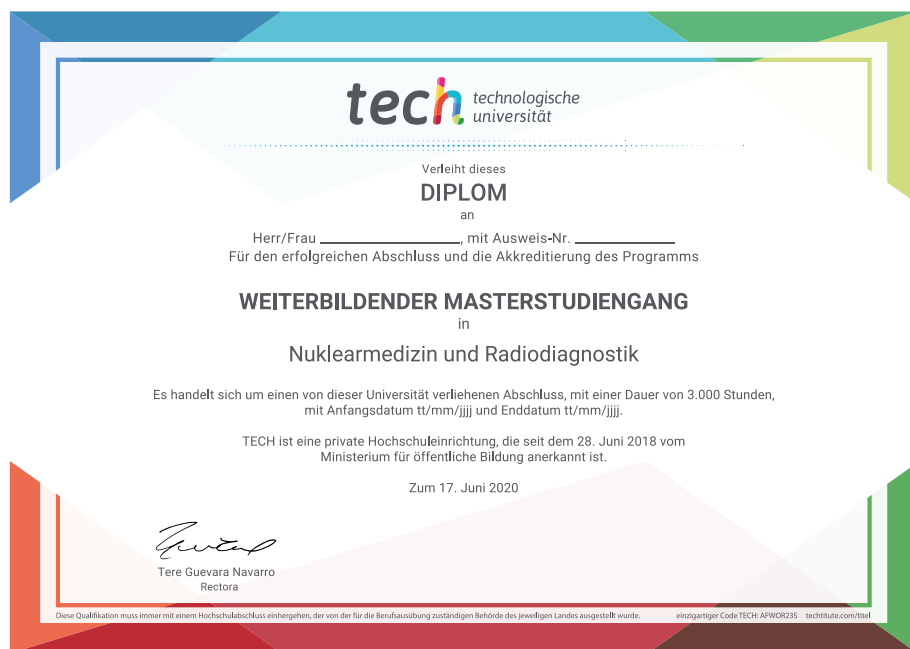 tech technologische
universität
Verleiht dieses
DIPLOM
an
Herr/Frau ____________________, mit Ausweis-Nr. ______________
Für den erfolgreichen Abschluss und die Akkreditierung des Programms
WEITERBILDENDER MASTERSTUDIENGANG
in
Nuklearmedizin und Radiodiagnostik
Es handelt sich um einen von dieser Universität verliehenen Abschluss, mit einer Dauer von 3.000 Stunden,
mit Anfangsdatum tt/mm/jjjj und Enddatum tt/mm/jjjj.
TECH ist eine private Hochschuleinrichtung, die seit dem 28. Juni 2018 vom
Ministerium für öffentliche Bildung anerkannt ist.
Zum 17. Juni 2020
Tere Guevara Navarro
Rectora
Diese Qualifikation muss immer mit einem Hochschulabschluss einhergehen, der von der für die Berufsausübung zuständigen Behörde des jeweiligen Landes ausgestellt wurde. einzigartiger Code TECH: AFWOR23S techtitute.com/titel